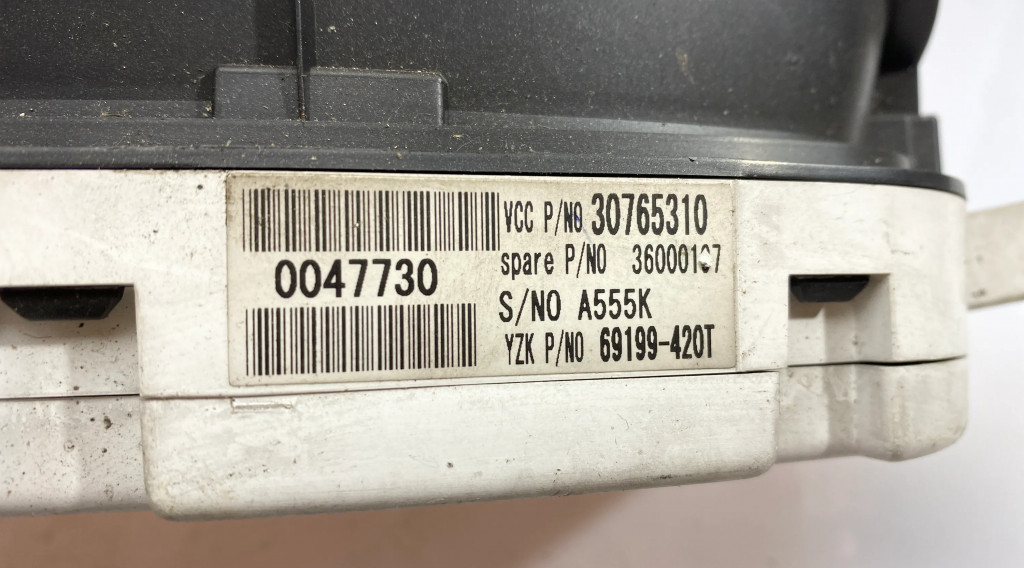 VCC P/NO 30765310
0047730
spare P/NO
S/NO A555K
YZK P/NO 69199-420T